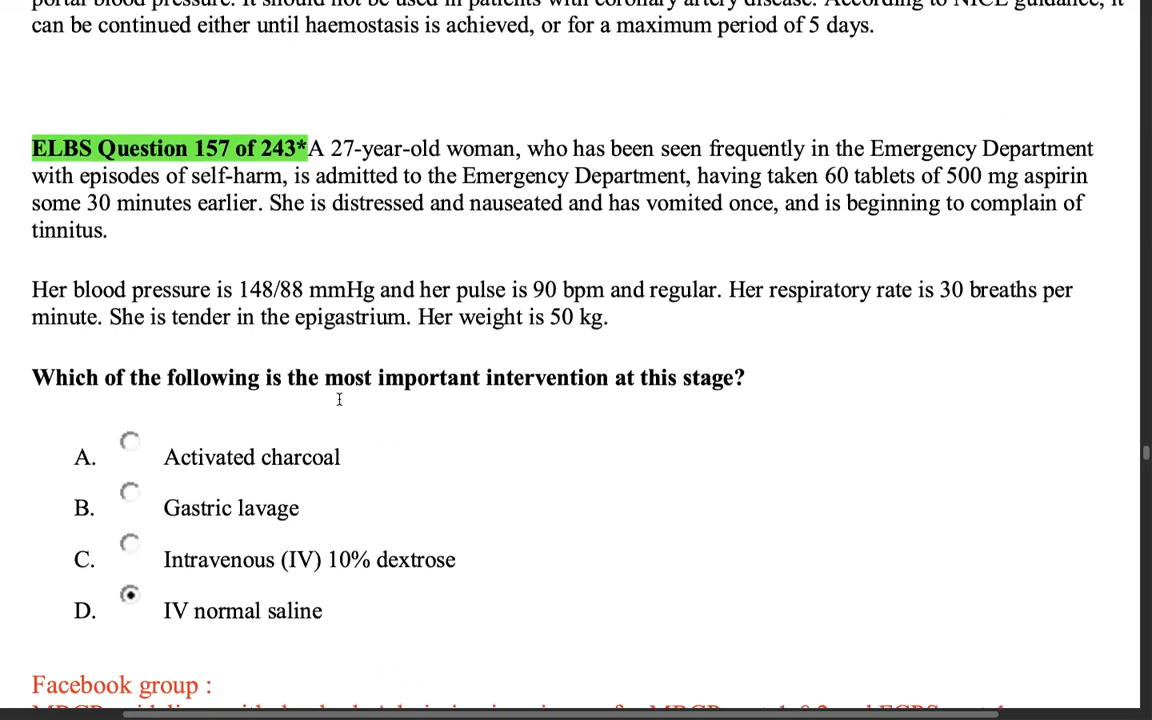 can be continued either until haemostasis is achieved, or for a maximum period of 5 days.
ELBS Question 157 of 243*A 27-year-old woman, who has been seen frequently in the Emergency Department
with episodes of self-harm, is admitted to the Emergency Department, having taken 60 tablets of 500 mg aspirin
some 30 minutes earlier. She is distressed and nauseated and has vomited once, and is beginning to complain of
tinnitus.
Her blood pressure is 148/88 mmHg and her pulse is 90 bpm and regular. Her respiratory rate is 30 breaths per
minute. She is tender in the epigastrium. Her weight is 50 kg.
Which of the following is the most important intervention at this stage?
A. Activated charcoal
B. Gastric lavage
C. Intravenous (IV) 10% dextrose
D. IV normal saline
Facebook group :